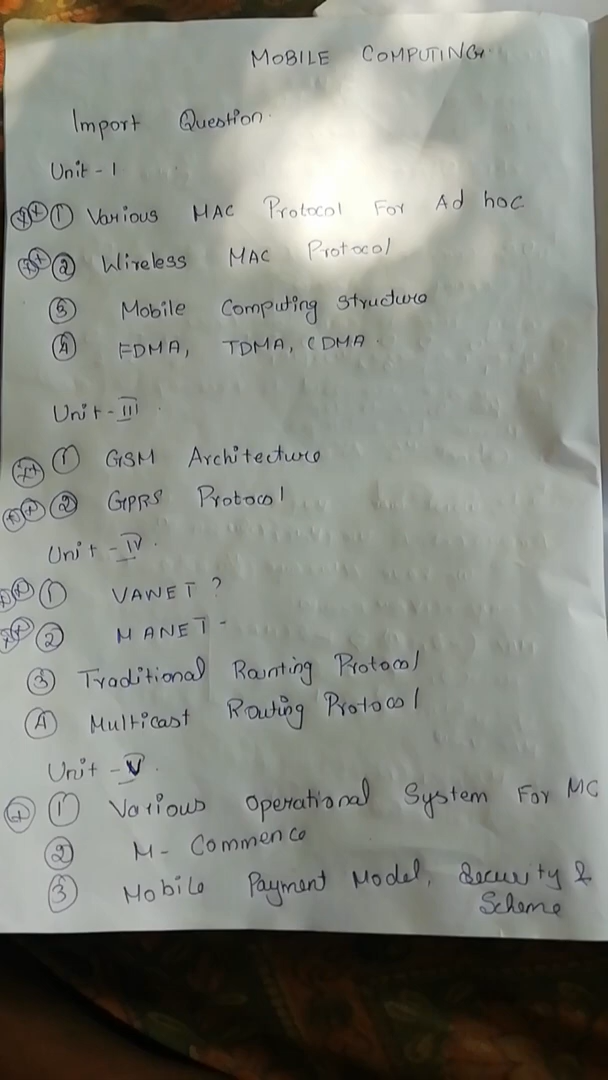 MOBILE COMPUTING.
Import Question.
Unit - I
** ① Various MAC Protocol For Ad hoc
** ② Wireless MAC Protocol
③ Mobile Computing structure
④ FDMA, TDMA, CDMA.
Unit - III.
* ① GSM Architecture
** ② GPRS Protocol
Unit - IV.
** ① VANET ?
** ② MANET -
③ Traditional Rounting Protocol
④ Multicast Routing Protocol
Unit - V.
* ① Various Operational System For MC
② M- Commence
③ Mobile Payment Model, Security &
Scheme